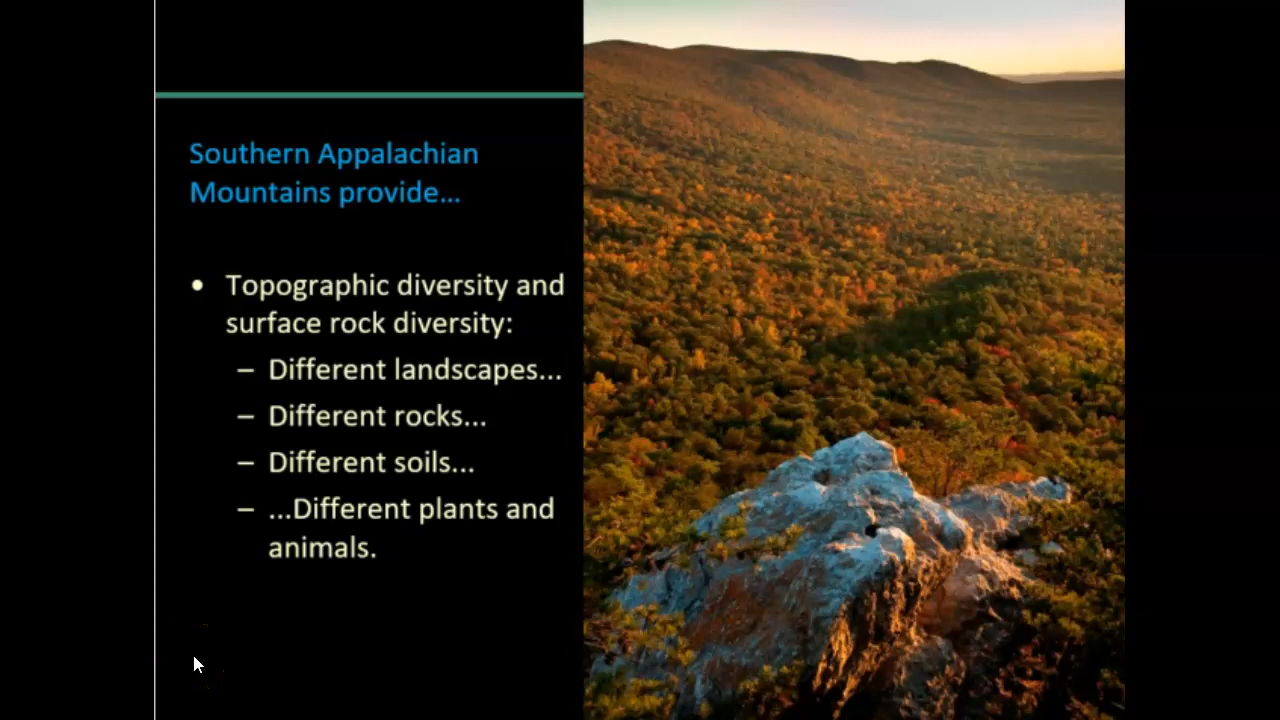 Southern Appalachian
Mountains provide...
• Topographic diversity and
surface rock diversity:
– Different landscapes...
– Different rocks...
– Different soils...
– ...Different plants and
animals.